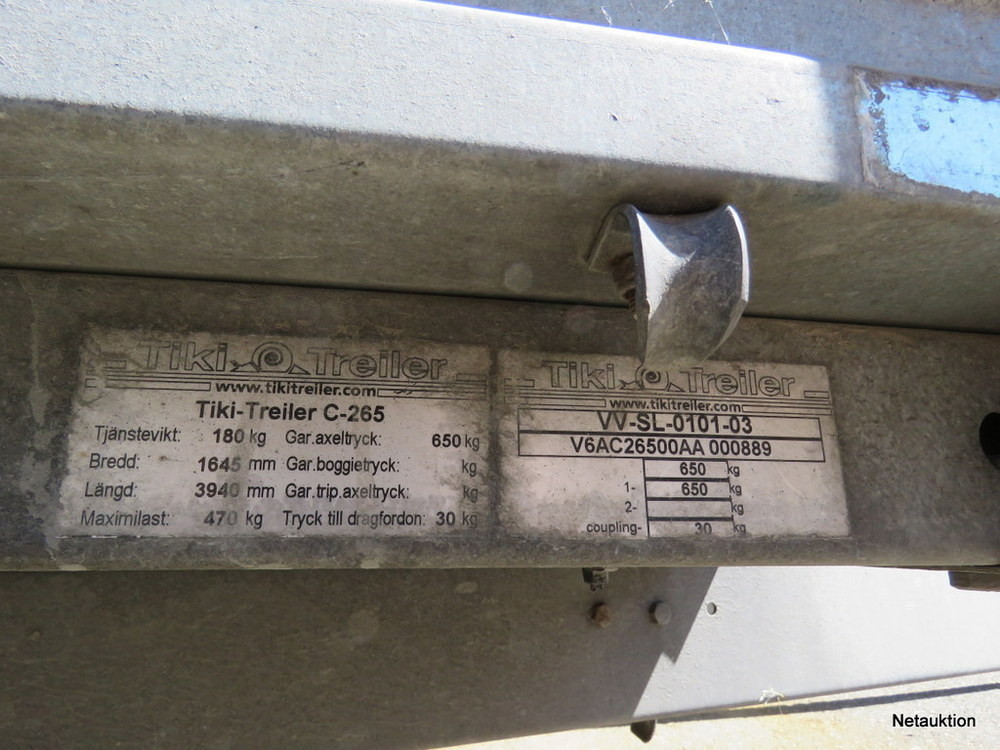 Tiki Treiler
www.tikitreiler.com
Tiki-Treiler C-265
Tjänstevikt: 180 kg Gar.axeltryck: 650 kg
Bredd: 1645 mm Gar.boggietryck: kg
Längd: 3940 mm Gar.trip.axeltryck: kg
Maximilast: 470 kg Tryck till dragfordon: 30 kg
Tiki Treiler
www.tikitreiler.com
VV-SL-0101-03
V6AC26500AA 000889
650 kg
1- 650 kg
2- kg
coupling- 30 kg
Netauktion